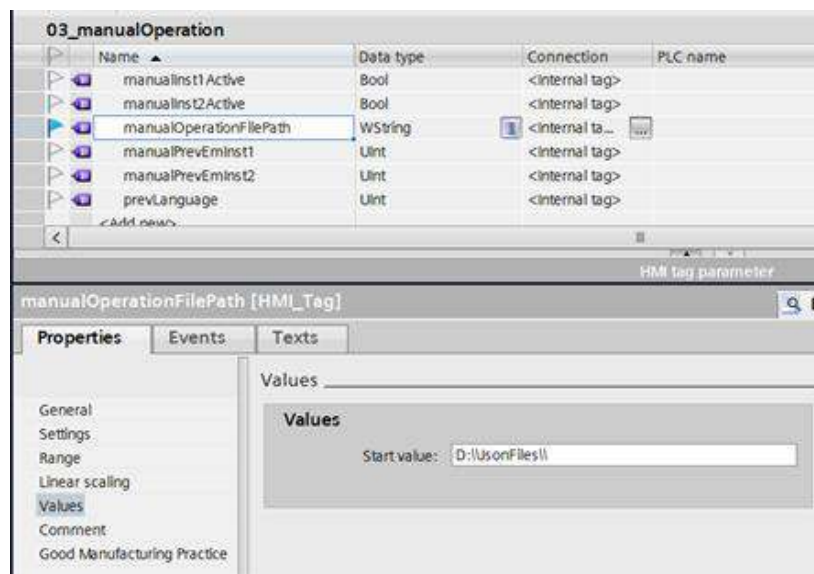 03_manualOperation
Name Data type Connection PLC name
manualInst1Active Bool <Internal tag>
manualInst2Active Bool <Internal tag>
manualOperationFilePath WString <Internal ta... ...
manualPrevEmInst1 UInt <Internal tag>
manualPrevEmInst2 UInt <Internal tag>
prevLanguage UInt <Internal tag>
<Add new>
HMI tag parameter
manualOperationFilePath [HMI_Tag]
Properties Events Texts
Values
General
Values
Settings
Start value: D:\\JsonFiles\\
Range
Linear scaling
Values
Comment
Good Manufacturing Practice